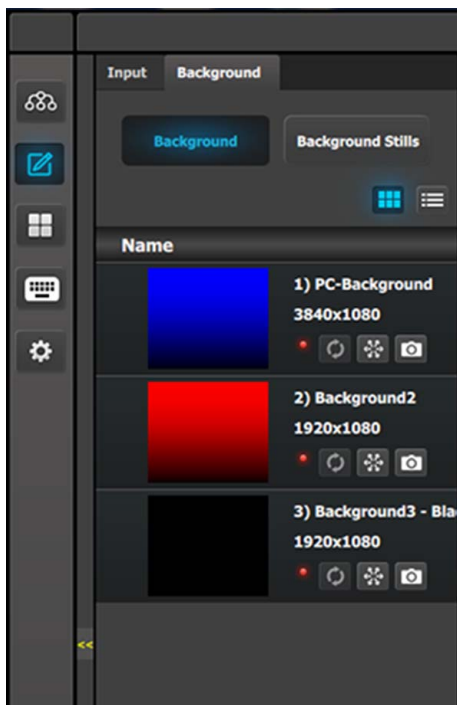 Input Background
Background Background Stills
Name
1) PC-Background
3840x1080
2) Background2
1920x1080
3) Background3 - Bla
1920x1080
<<